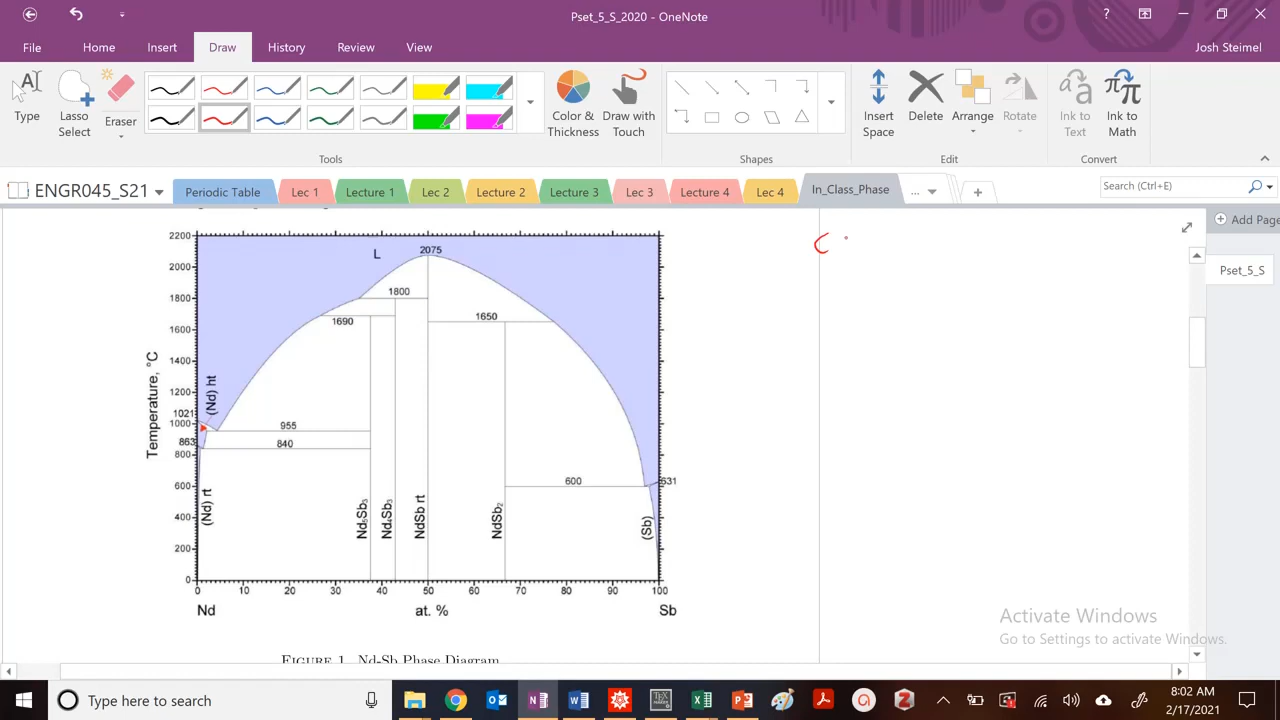 Pset_5_S_2020 - OneNote
?
File
Home
Insert
Draw
History
Review
View
Josh Steimel
Type
Lasso Select
Eraser
Color & Thickness
Draw with Touch
Insert Space
Delete
Arrange
Rotate
Ink to Text
Ink to Math
Tools
Shapes
Edit
Convert
ENGR045_S21
Periodic Table
Lec 1
Lecture 1
Lec 2
Lecture 2
Lecture 3
Lec 3
Lecture 4
Lec 4
In_Class_Phase
...
+
Search (Ctrl+E)
Add Page
Pset_5_S
C
2200
2000
1800
1600
1400
1200
1000
800
600
400
200
0
Temperature, °C
L
2075
1800
1690
1650
1021
955
863
840
600
631
(Nd) ht
(Nd) rt
Nd₅Sb₃
Nd₄Sb₃
NdSb rt
NdSb₂
(Sb)
0 10 20 30 40 50 60 70 80 90 100
Nd at. % Sb
FIGURE 1. Nd-Sb Phase Diagram
Activate Windows
Go to Settings to activate Windows.
Type here to search
8:02 AM
2/17/2021